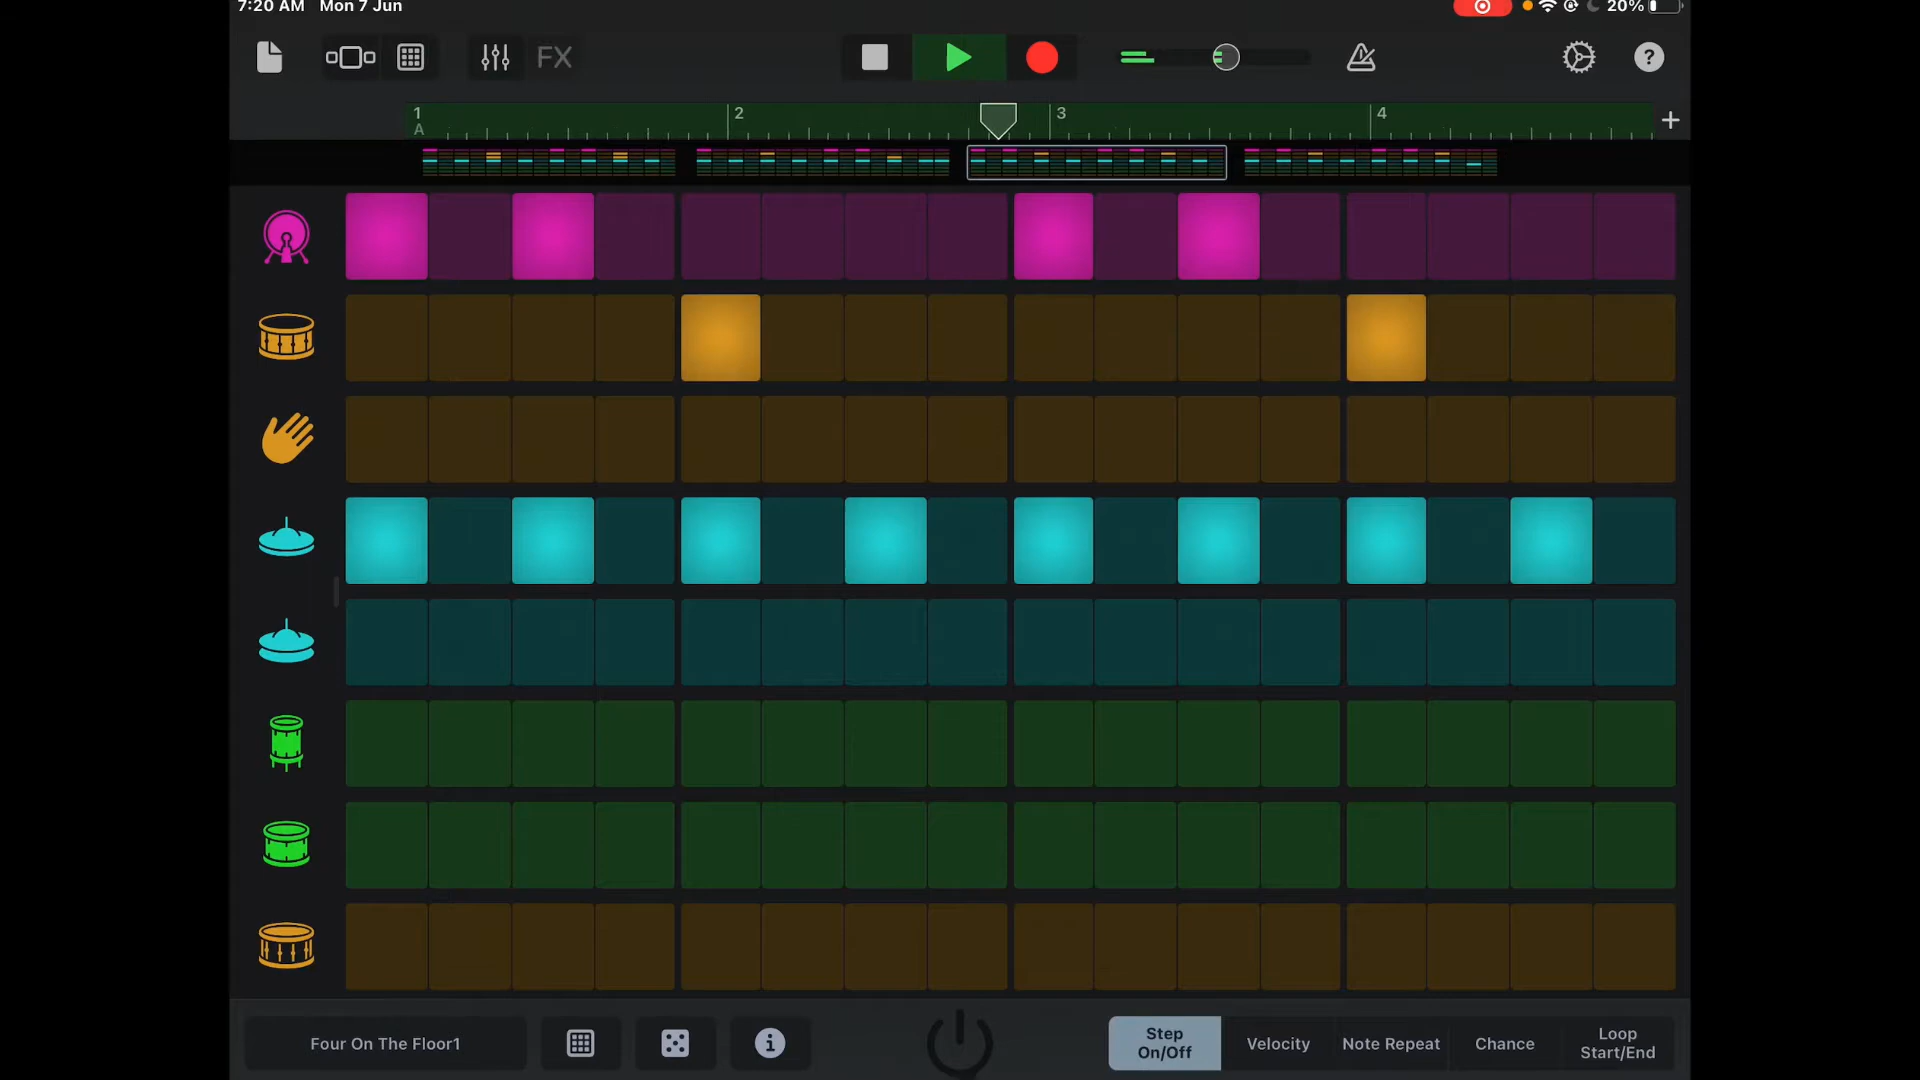 7:20 AM Mon 7 Jun
20%
FX
?
1
2
3
4
A
+
Four On The Floor1
Step
On/Off
Velocity
Note Repeat
Chance
Loop
Start/End